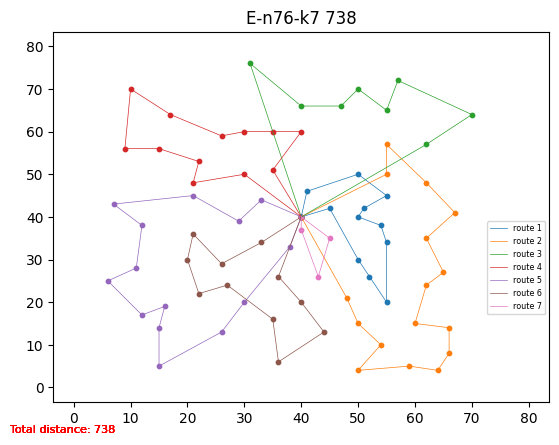 E-n76-k7 738
80
70
60
50
40
30
20
10
0
route 1
route 2
route 3
route 4
route 5
route 6
route 7
0 10 20 30 40 50 60 70 80
Total distance: 738